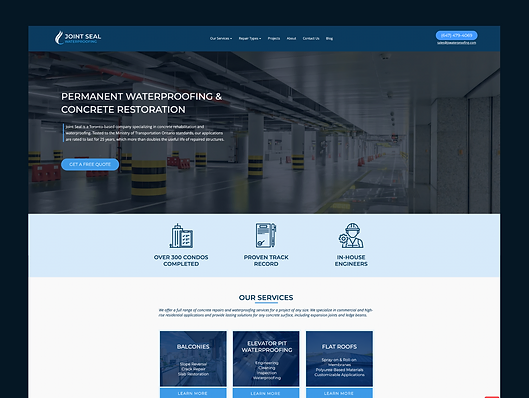 JOINT SEAL
WATERPROOFING
Our Services
Repair Types
Projects
About
Contact Us
Blog
(647) 479-4069
PERMANENT WATERPROOFING &
CONCRETE RESTORATION
Joint Seal is a Toronto-based company specializing in concrete rehabilitation and
waterproofing. Tested to the Ministry of Transportation Ontario standards, our applications
are rated to last for 25 years, which more than doubles the useful life of repaired structures.
GET A FREE QUOTE
OVER 300 CONDOS
COMPLETED
PROVEN TRACK
RECORD
IN-HOUSE
ENGINEERS
OUR SERVICES
We offer a full range of concrete repairs and waterproofing services for a project of any size. We specialize in commercial and high-
rise residential applications and provide lasting solutions for any concrete surface, including expansion joints and ledge beams.
BALCONIES
Slope Reversal
Crack Repair
Slab Restoration
LEARN MORE
ELEVATOR PIT
WATERPROOFING
Engineering
Cleaning
Inspection
Waterproofing
LEARN MORE
FLAT ROOFS
Spray-on & Roll-on
Membranes
Polyurea-Based Materials
Customizable Applications
LEARN MORE